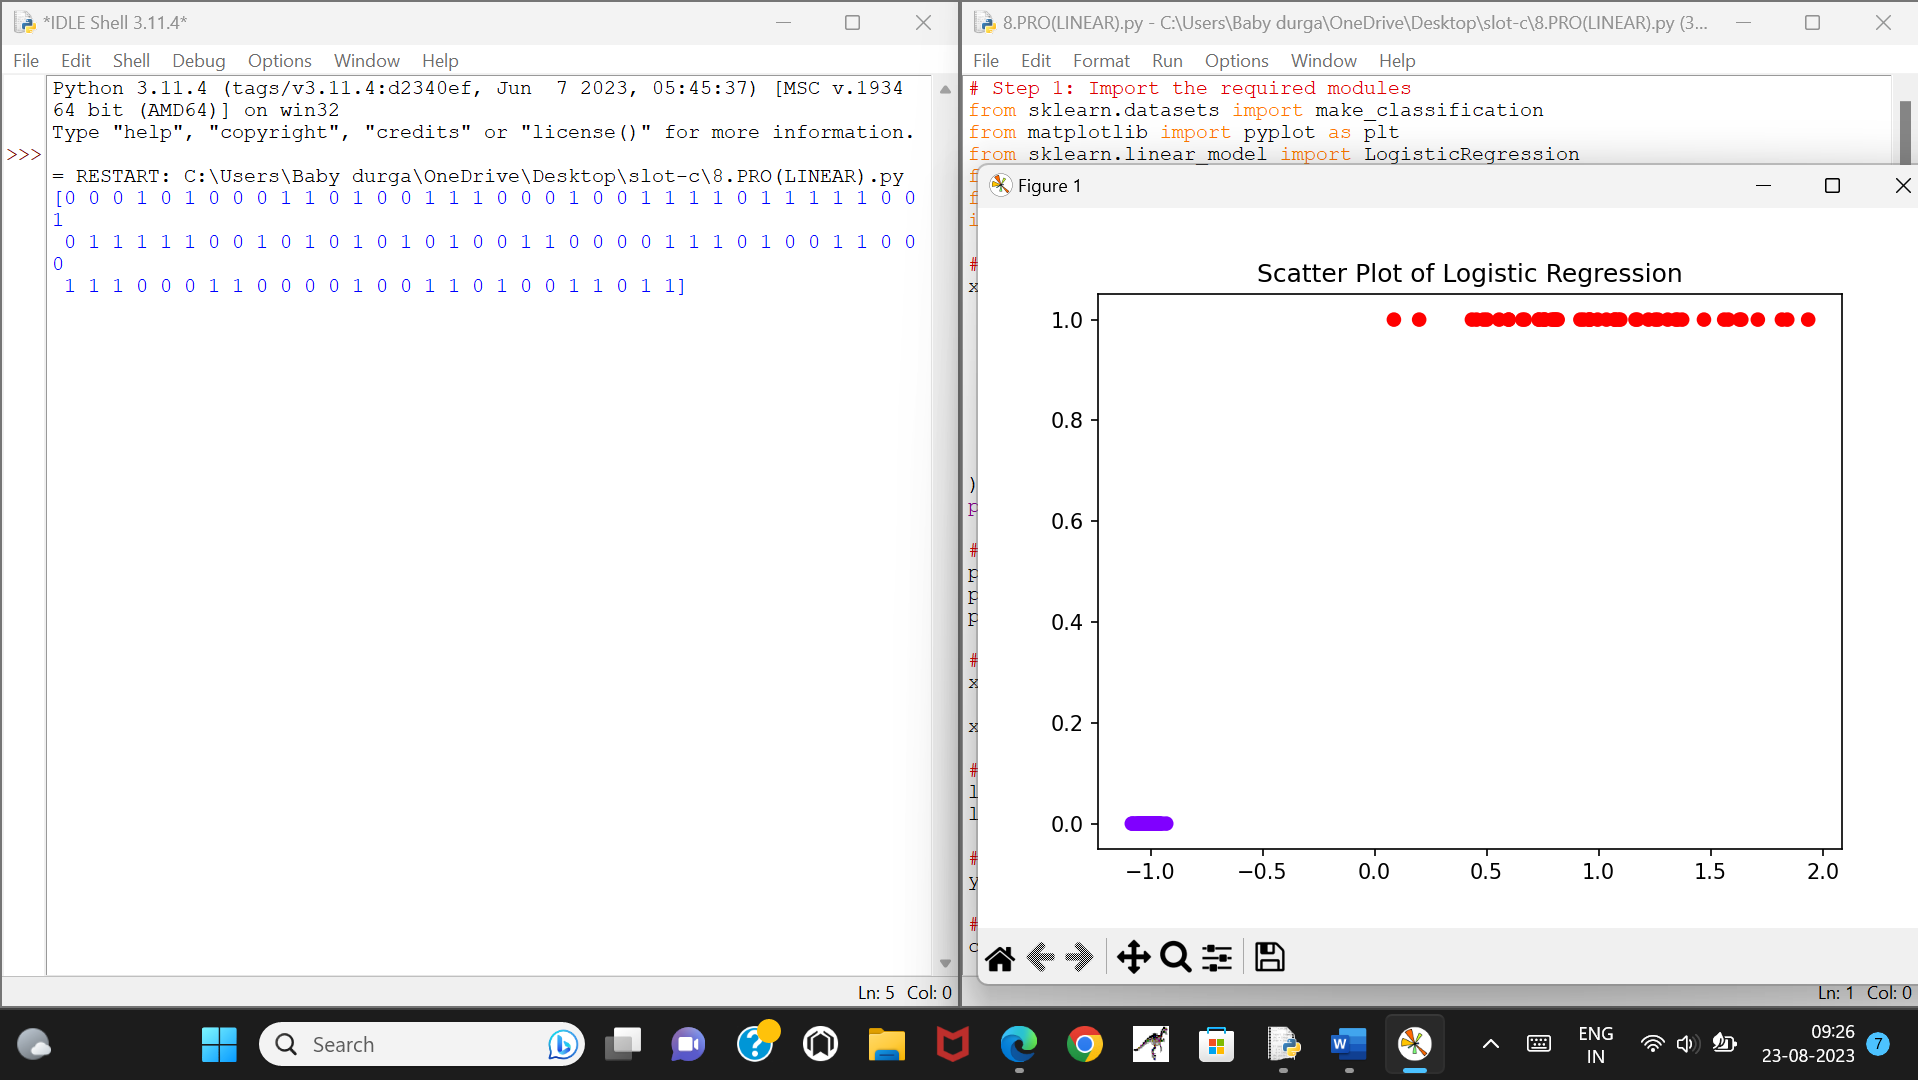 *IDLE Shell 3.11.4*
File Edit Shell Debug Options Window Help
Python 3.11.4 (tags/v3.11.4:d2340ef, Jun  7 2023, 05:45:37) [MSC v.1934
64 bit (AMD64)] on win32
Type "help", "copyright", "credits" or "license()" for more information.
>>>
= RESTART: C:\Users\Baby durga\OneDrive\Desktop\slot-c\8.PRO(LINEAR).py
[0 0 0 1 0 1 0 0 0 1 1 0 1 0 0 1 1 1 0 0 0 1 0 0 1 1 1 1 0 1 1 1 1 1 0 0
1
0 1 1 1 1 1 0 0 1 0 1 0 1 0 1 0 1 0 0 1 1 0 0 0 0 1 1 1 0 1 0 0 1 1 0 0
0
1 1 1 0 0 0 1 1 0 0 0 0 1 0 0 1 1 0 1 0 0 1 1 0 1 1]
Ln: 5 Col: 0
8.PRO(LINEAR).py - C:\Users\Baby durga\OneDrive\Desktop\slot-c\8.PRO(LINEAR).py (3...
File Edit Format Run Options Window Help
# Step 1: Import the required modules
from sklearn.datasets import make_classification
from matplotlib import pyplot as plt
from sklearn.linear_model import LogisticRegression
f
f
i
#
x
)
p
#
p
p
p
#
x
x
#
l
l
#
y
#
c
Figure 1
Scatter Plot of Logistic Regression
1.0
0.8
0.6
0.4
0.2
0.0
−1.0 −0.5 0.0 0.5 1.0 1.5 2.0
Ln: 1 Col: 0
Search
ENG
IN
09:26
23-08-2023
7